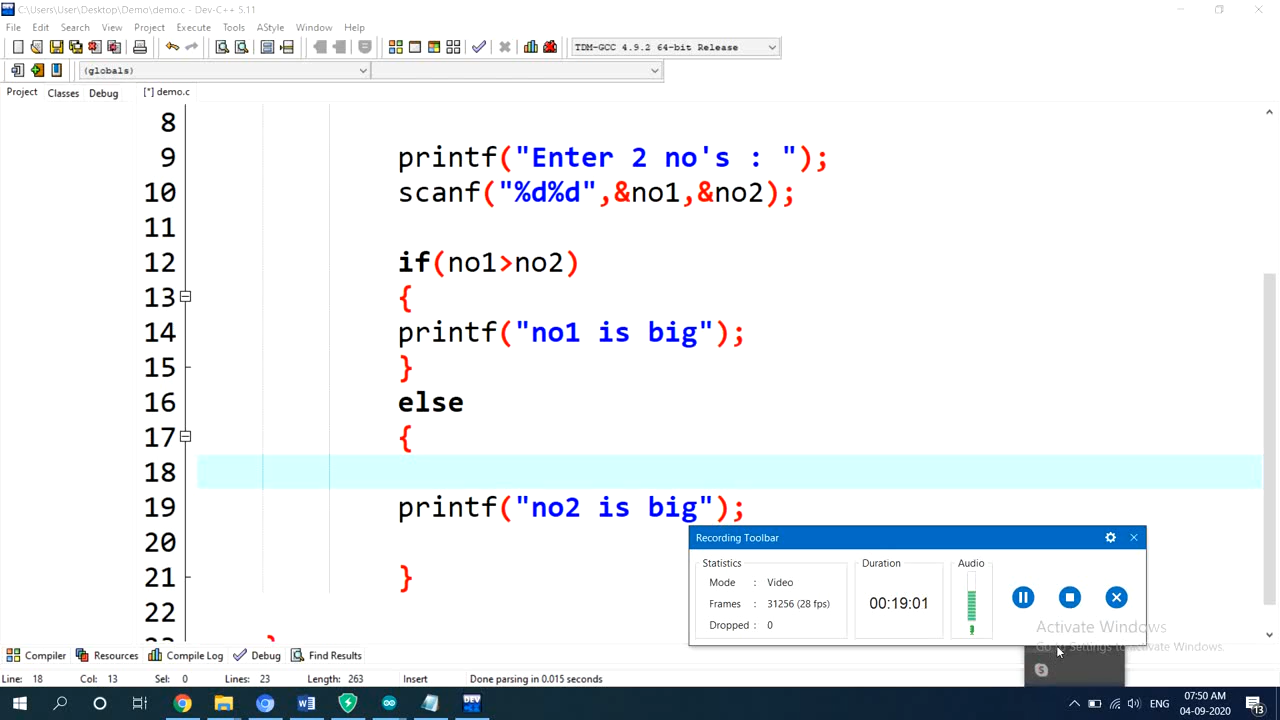 C:\Users\User\Desktop\Demo\demo.c - Dev-C++ 5.11
File Edit Search View Project Execute Tools AStyle Window Help
TDM-GCC 4.9.2 64-bit Release
(globals)
Project Classes Debug [*] demo.c
8
9 printf("Enter 2 no's : ");
10 scanf("%d%d",&no1,&no2);
11
12 if(no1>no2)
13 {
14 printf("no1 is big");
15 }
16 else
17 {
18
19 printf("no2 is big");
20
21 }
22
Recording Toolbar
Statistics Duration Audio
Mode : Video
Frames : 31256 (28 fps)
00:19:01
Dropped : 0
Activate Windows
Go to Settings to activate Windows.
Compiler Resources Compile Log Debug Find Results
Line: 18 Col: 13 Sel: 0 Lines: 23 Length: 263 Insert Done parsing in 0.015 seconds
ENG
07:50 AM
04-09-2020
13